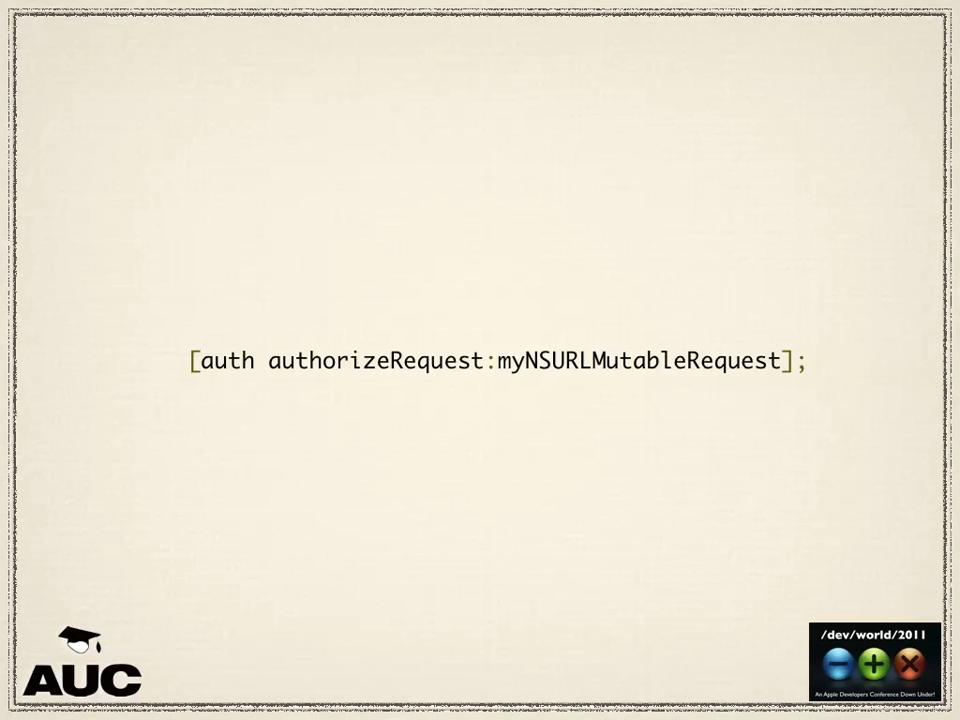 [auth authorizeRequest:myNSURLMutableRequest];
AUC
/dev/world/2011
An Apple Developers Conference Down Under!